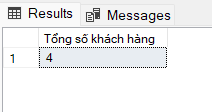 Results Messages
Tổng số khách hàng
1 4